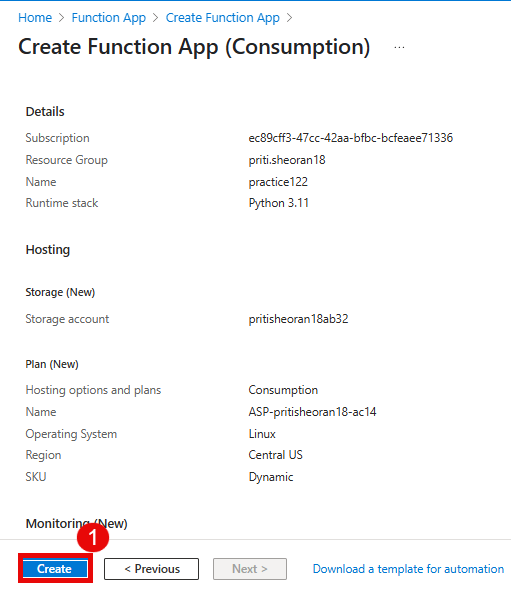 Home > Function App > Create Function App >
Create Function App (Consumption) ...
Details
Subscription ec89cff3-47cc-42aa-bfbc-bcfeaee71336
Resource Group priti.sheoran18
Name practice122
Runtime stack Python 3.11
Hosting
Storage (New)
Storage account pritisheoran18ab32
Plan (New)
Hosting options and plans Consumption
Name ASP-pritisheoran18-ac14
Operating System Linux
Region Central US
SKU Dynamic
Monitoring (New)
1
Create < Previous Next > Download a template for automation